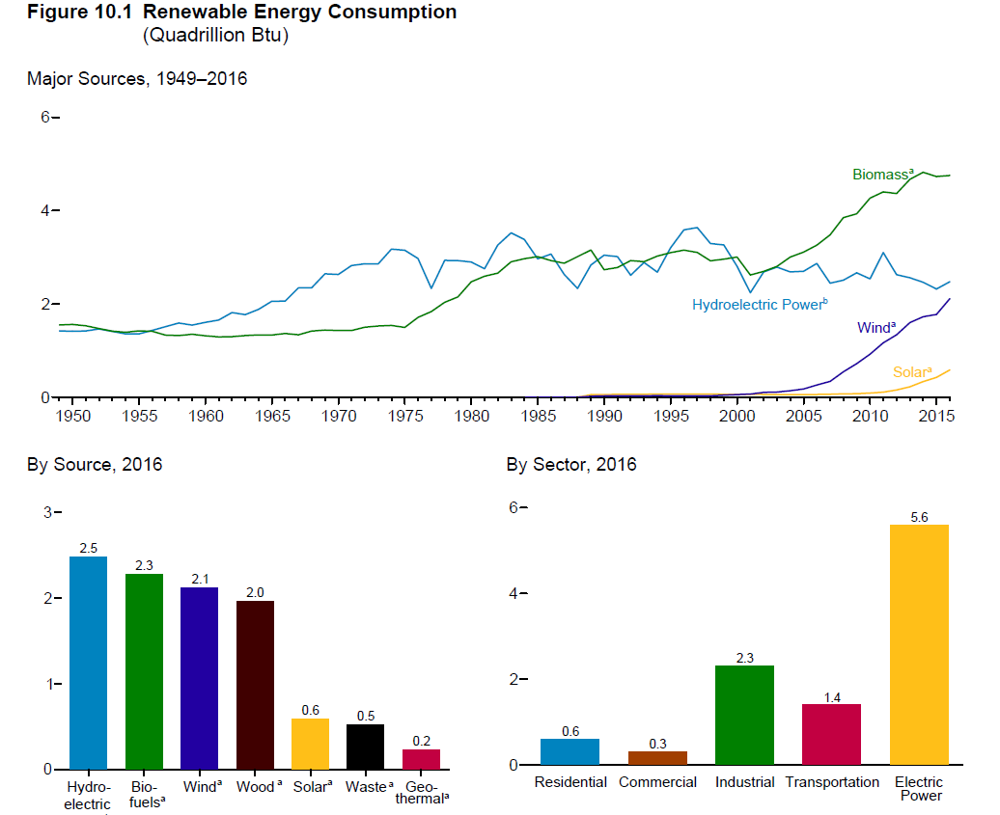 Figure 10.1 Renewable Energy Consumption
(Quadrillion Btu)
Major Sources, 1949–2016
6
Biomassᵃ
4
2
Hydroelectric Powerᵇ
Windᵃ
Solarᵃ
0
1950 1955 1960 1965 1970 1975 1980 1985 1990 1995 2000 2005 2010 2015
By Source, 2016
3
2.5
2.3
2.1
2.0
2
1
0.6
0.5
0.2
0
Hydro-
electric
Bio-
fuelsᵃ
Windᵃ
Wood ᵃ
Solarᵃ
Waste ᵃ
Geo-
thermalᵃ
By Sector, 2016
6
5.6
4
2.3
2
1.4
0.6
0.3
0
Residential
Commercial
Industrial
Transportation
Electric
Power